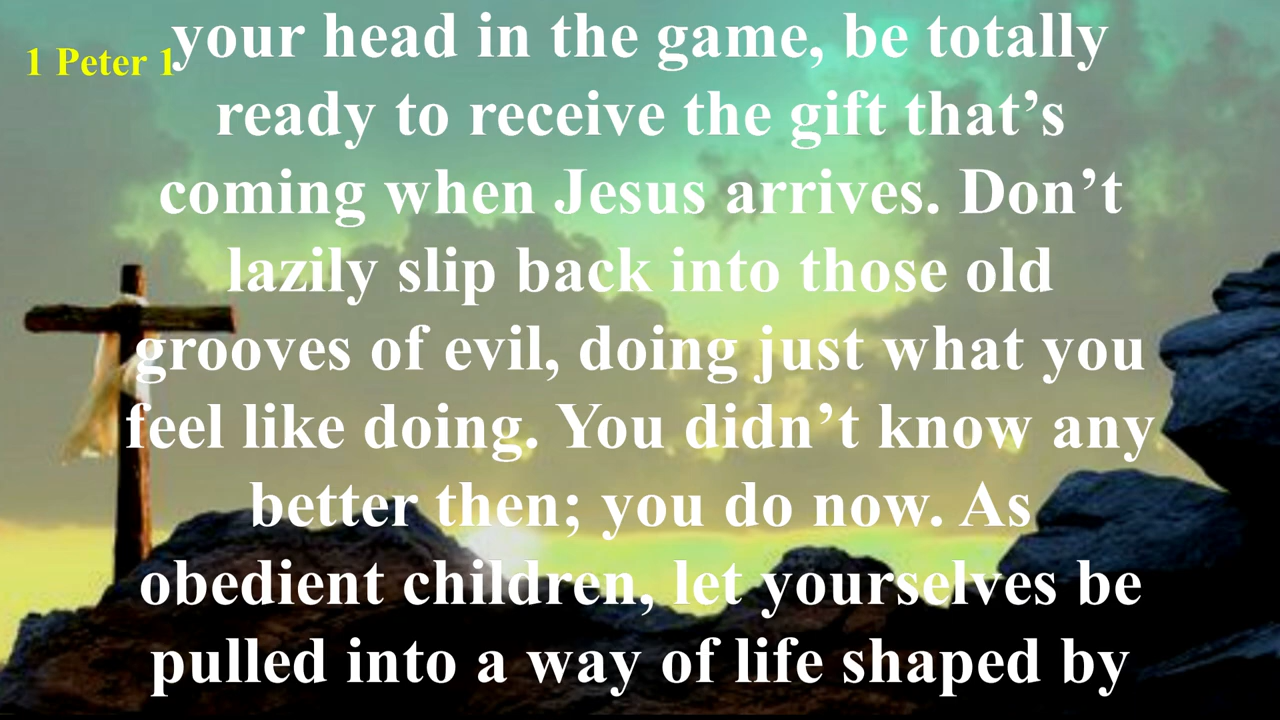 1 Peter 1
your head in the game, be totally
ready to receive the gift that’s
coming when Jesus arrives. Don’t
lazily slip back into those old
grooves of evil, doing just what you
feel like doing. You didn’t know any
better then; you do now. As
obedient children, let yourselves be
pulled into a way of life shaped by